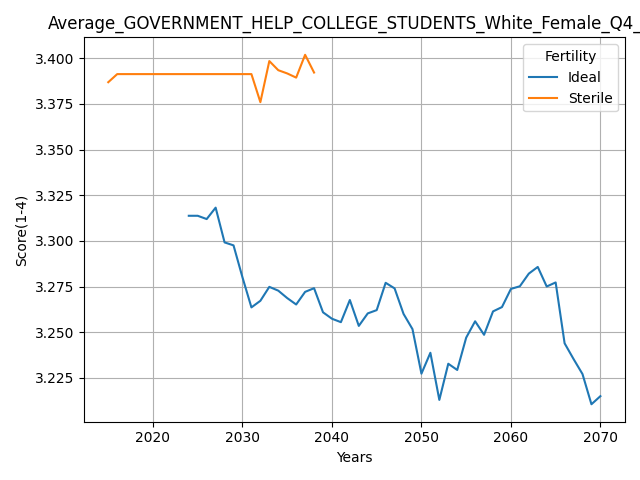 Average_GOVERNMENT_HELP_COLLEGE_STUDENTS_White_Female_Q4_
Fertility
Ideal
Sterile
Score(1-4)
3.400
3.375
3.350
3.325
3.300
3.275
3.250
3.225
2020 2030 2040 2050 2060 2070
Years